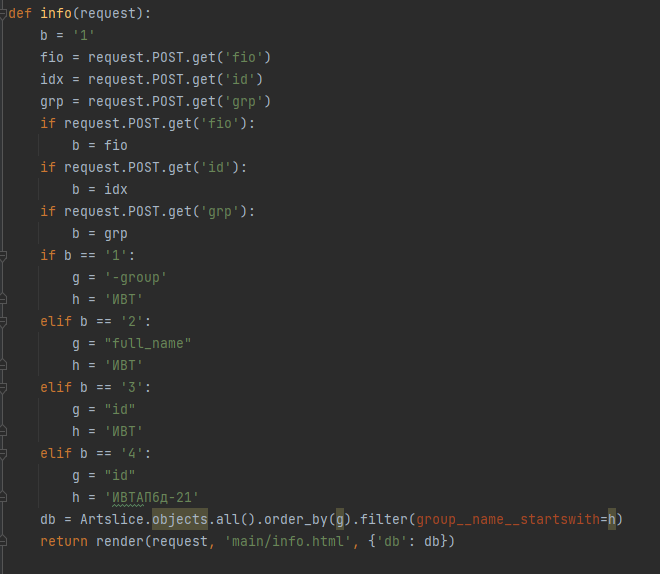 def info(request):
    b = '1'
    fio = request.POST.get('fio')
    idx = request.POST.get('id')
    grp = request.POST.get('grp')
    if request.POST.get('fio'):
        b = fio
    if request.POST.get('id'):
        b = idx
    if request.POST.get('grp'):
        b = grp
    if b == '1':
        g = '-group'
        h = 'ИВТ'
    elif b == '2':
        g = "full_name"
        h = 'ИВТ'
    elif b == '3':
        g = "id"
        h = 'ИВТ'
    elif b == '4':
        g = "id"
        h = 'ИВТАПбд-21'
    db = Artslice.objects.all().order_by(g).filter(group__name__startswith=h)
    return render(request, 'main/info.html', {'db': db})